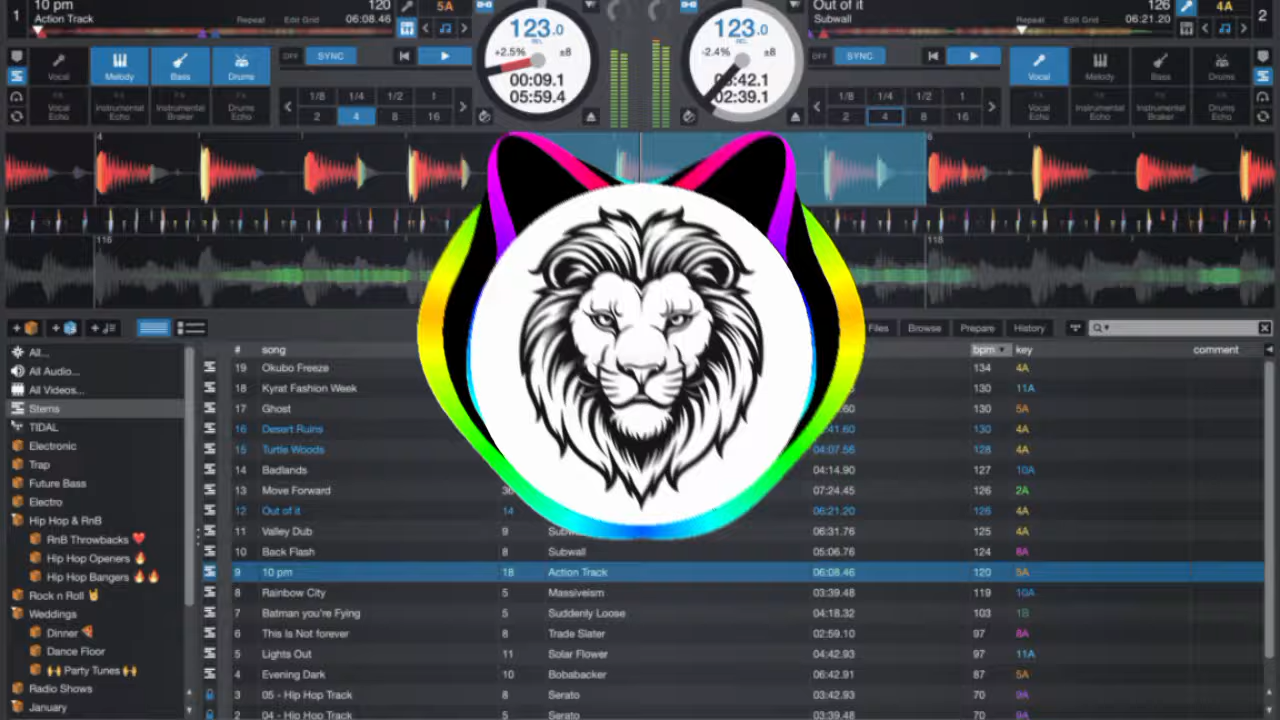 1 10 pm 120 5A
Action Track Repeat Edit Grid 06:08.46
123.0
+2.5% ±8
00:09.1
05:59.4
123.0
-2.4% ±8
03:42.1
02:39.1
Out of it 126 4A 2
Subwall Repeat Edit Grid 06:21.20
Vocal Melody Bass Drums OFF SYNC
Vocal Echo Instrumental Echo Instrumental Braker Drums Echo
1/8 1/4 1/2 1
2 4 8 16
OFF SYNC Vocal Melody Bass Drums
1/8 1/4 1/2 1
2 4 8 16
Vocal Echo Instrumental Echo Instrumental Braker Drums Echo
4 6
116 118
Files Browse Prepare History
All...
All Audio...
All Videos...
Stems
TIDAL
Electronic
Trap
Future Bass
Electro
Hip Hop & RnB
RnB Throwbacks ❤️
Hip Hop Openers 🔥
Hip Hop Bangers 🔥🔥
Rock n Roll 🤘
Weddings
Dinner 🍕
Dance Floor
🙌 Party Tunes 🙌
Radio Shows
January
# song bpm key comment
19 Okubo Freeze 134 4A
18 Kyrat Fashion Week 130 11A
17 Ghost .60 130 5A
16 Desert Ruins :41.60 130 4A
15 Turtle Woods 04:07.56 128 4A
14 Badlands 04:14.90 127 10A
13 Move Forward 36 07:24.45 126 2A
12 Out of it 14 06:21.20 126 4A
11 Valley Dub 9 06:31.76 125 4A
10 Back Flash 8 Subwall 05:06.76 124 8A
9 10 pm 18 Action Track 06:08.46 120 5A
8 Rainbow City 5 Massiveism 03:39.48 119 10A
7 Batman you're Fying 5 Suddenly Loose 04:18.32 103 1B
6 This Is Not forever 8 Trade Slater 02:59.10 97 8A
5 Lights Out 11 Solar Flower 04:42.93 97 11A
4 Evening Dark 10 Bobabacker 06:42.91 87 5A
3 05 - Hip Hop Track 8 Serato 03:42.93 70 9A
2 04 - Hip Hop Track 5 Serato 03:39.48 70 9A